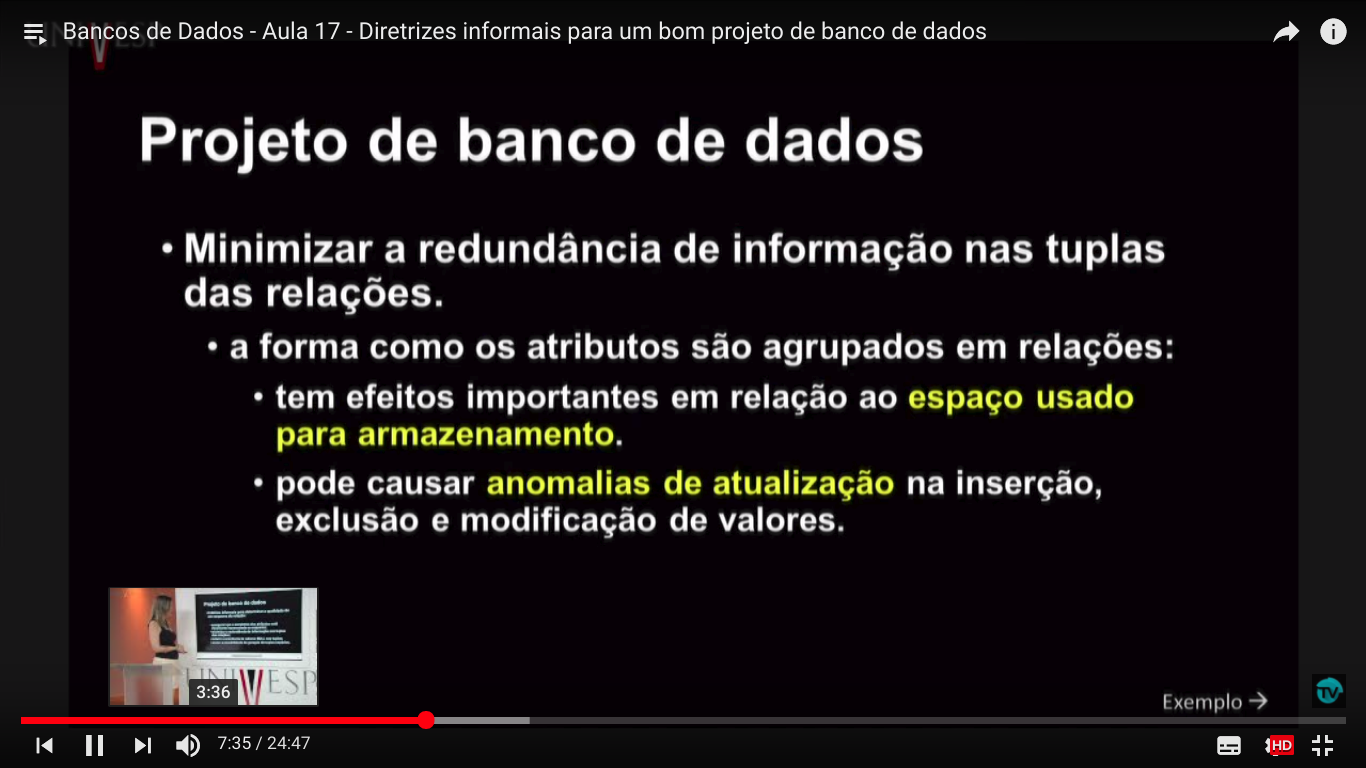 Bancos de Dados - Aula 17 - Diretrizes informais para um bom projeto de banco de dados
Projeto de banco de dados
• Minimizar a redundância de informação nas tuplas
das relações.
• a forma como os atributos são agrupados em relações:
• tem efeitos importantes em relação ao espaço usado
para armazenamento.
• pode causar anomalias de atualização na inserção,
exclusão e modificação de valores.
Projeto de banco de dados
UNIVESP
3:36
TV
Exemplo →
7:35 / 24:47
HD